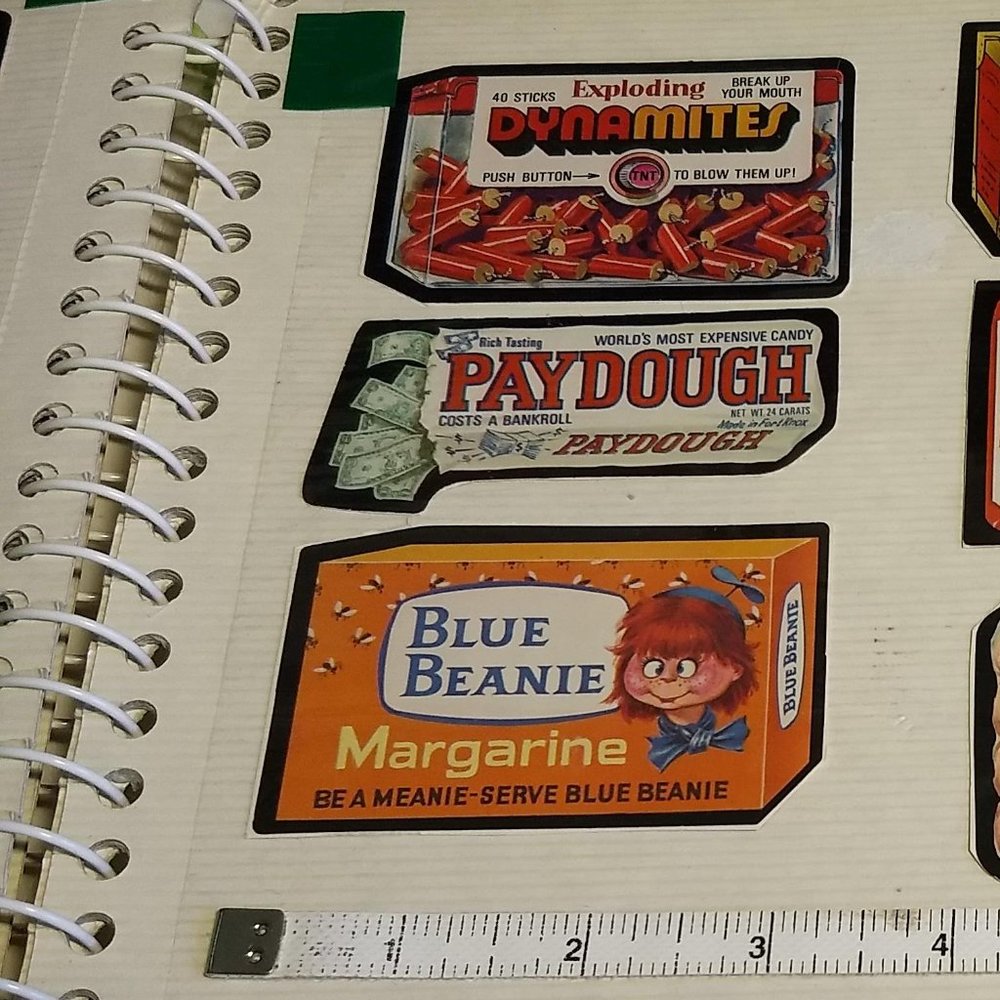 40 STICKS
Exploding
BREAK UP
YOUR MOUTH
DYNAMITES
PUSH BUTTON
TNT
TO BLOW THEM UP!
Rich Tasting
WORLD'S MOST EXPENSIVE CANDY
PAYDOUGH
COSTS A BANKROLL
NET WT. 24 CARATS
Made in Fort Knox
$ $ $
PAYDOUGH
BLUE
BEANIE
BLUE BEANIE
Margarine
BE A MEANIE-SERVE BLUE BEANIE
2 3 4